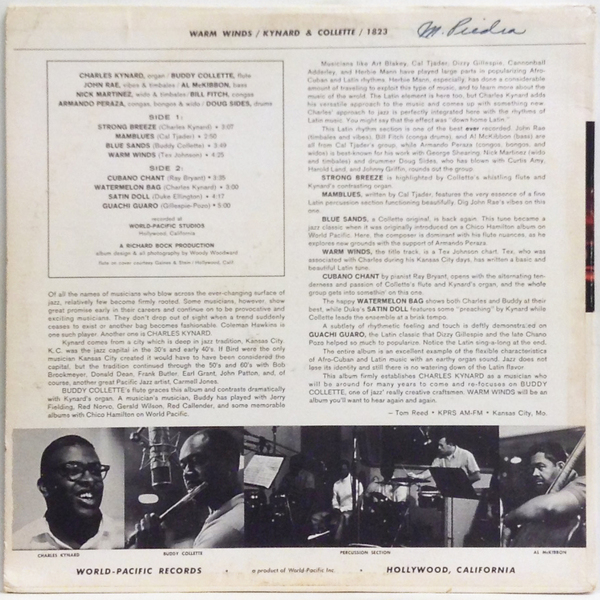 WARM WINDS / KYNARD & COLLETTE / 1823
M. Piedra
CHARLES KYNARD, organ / BUDDY COLLETTE, flute
JOHN RAE, vibes & timbales / AL McKIBBON, bass
NICK MARTINEZ, wido & timbales / BILL FITCH, congas
ARMANDO PERAZA, congas, bongos & wido / DOUG SIDES, drums
SIDE 1:
STRONG BREEZE (Charles Kynard) • 3:07
MAMBLUES (Cal Tjader) • 2:50
BLUE SANDS (Buddy Collette) • 3:49
WARM WINDS (Tex Johnson) • 4:25
SIDE 2:
CUBANO CHANT (Ray Bryant) • 3:35
WATERMELON BAG (Charles Kynard) • 5:00
SATIN DOLL (Duke Ellington) • 4:17
GUACHI GUARO (Gillespie-Pozo) • 5:00
recorded at
WORLD-PACIFIC STUDIOS
Hollywood, California
A RICHARD BOCK PRODUCTION
album design & all photography by Woody Woodward
flute on cover courtesy Gaines & Stein : Hollywood, Calif.
Of all the names of musicians who blow across the ever-changing surface of
jazz, relatively few become firmly rooted. Some musicians, however, show
great promise early in their careers and continue on to be provocative and
exciting musicians. They don't drop out of sight when a trend suddenly
ceases to exist or another bag becomes fashionable. Coleman Hawkins is
one such player. Another one is CHARLES KYNARD.
Kynard comes from a city which is deep in jazz tradition, Kansas City.
K.C. was the jazz capital in the 30's and early 40's. If Bird were the only
musician Kansas City created it would have to have been considered the
capital, but the tradition continued through the 50's and 60's with Bob
Brookmeyer, Donald Dean, Frank Butler, Earl Grant, John Patton, and, of
course, another great Pacific Jazz artist, Carmell Jones.
BUDDY COLLETTE's flute graces this album and contrasts dramatically
with Kynard's organ. A musician's musician, Buddy has played with Jerry
Fielding, Red Norvo, Gerald Wilson, Red Callender, and some memorable
albums with Chico Hamilton on World Pacific.
Musicians like Art Blakey, Cal Tjader, Dizzy Gillespie, Cannonball
Adderley, and Herbie Mann have played large parts in popularizing Afro-
Cuban and Latin rhythms. Herbie Mann, especially, has done a considerable
amount of traveling to exploit this type of music, and to learn more about the
music of the world. The Latin element is here too, but Charles Kynard adds
his versatile approach to the music and comes up with something new.
Charles' approach to jazz is perfectly integrated here with the rhythms of
Latin music. You might say that the effect was "down home Latin."
This Latin rhythm section is one of the best ever recorded. John Rae
(timbales and vibes), Bill Fitch (conga drums), and Al McKibbon (bass) are
all from Cal Tjader's group, while Armando Peraza (congas, bongos, and
widos) is best-known for his work with George Shearing. Nick Martinez (wido
and timbales) and drummer Doug Sides, who has blown with Curtis Amy,
Harold Land, and Johnny Griffin, rounds out the group.
STRONG BREEZE is highlighted by Collette's whistling flute and
Kynard's contrasting organ.
MAMBLUES, written by Cal Tjader, features the very essence of a fine
Latin percussion section functioning beautifully. Dig John Rae's vibes on this
one.
BLUE SANDS, a Collette original, is back again. This tune became a
jazz classic when it was originally introduced on a Chico Hamilton album on
World Pacific. Here, the composer is dominant with his flute nuances, as he
explores new grounds with the support of Armando Peraza.
WARM WINDS, the title track, is a Tex Johnson chart. Tex, who was
associated with Charles during his Kansas City days, has written a basic and
beautiful Latin tune.
CUBANO CHANT by pianist Ray Bryant, opens with the alternating ten-
derness and passion of Collette's flute and Kynard's organ, and the whole
group gets into somethin' on this one.
The happy WATERMELON BAG shows both Charles and Buddy at their
best, while Duke's SATIN DOLL features some "preaching" by Kynard while
Collette leads the ensemble at a brisk tempo.
A subtlety of rhythmetic feeling and touch is deftly demonstrated on
GUACHI GUARO, the Latin classic that Dizzy Gillespie and the late Chano
Pozo helped so much to popularize. Notice the Latin sing-a-long at the end.
The entire album is an excellent example of the flexible characteristics
of Afro-Cuban and Latin music with an earthy organ sound. Jazz does not
lose its identity and still there is no watering down of the Latin flavor.
This album firmly establishes CHARLES KYNARD as a musician who
will be around for many years to come and re-focuses on BUDDY
COLLETTE, one of jazz' really creative craftsmen. WARM WINDS will be an
album you'll want to hear again and again.
— Tom Reed • KPRS AM-FM • Kansas City, Mo.
CHARLES KYNARD BUDDY COLLETTE PERCUSSION SECTION AL McKIBBON
WORLD-PACIFIC RECORDS • a product of World-Pacific Inc. • HOLLYWOOD, CALIFORNIA